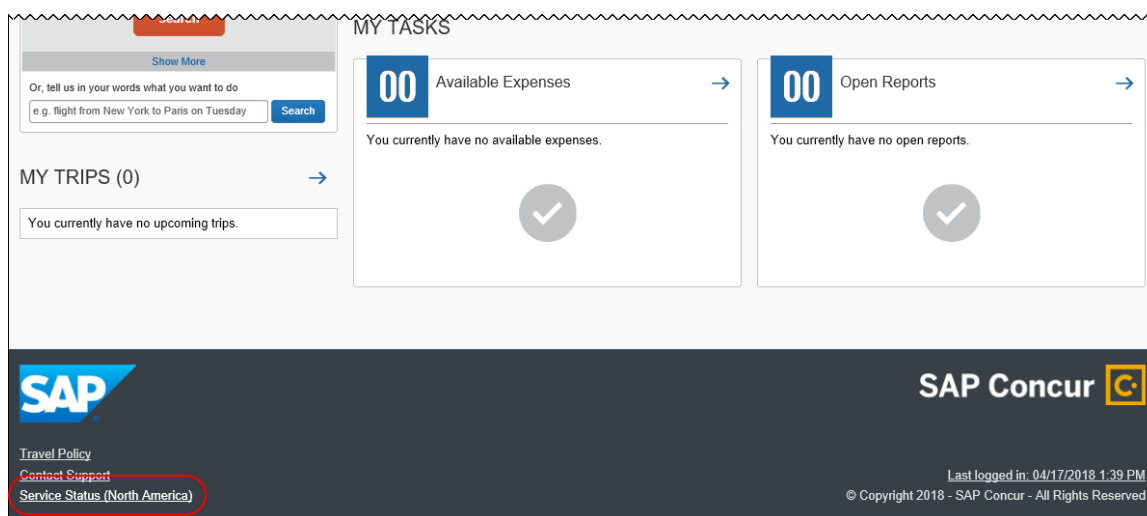 Search
Show More
Or, tell us in your words what you want to do
e.g. flight from New York to Paris on Tuesday
Search
MY TRIPS (0)
You currently have no upcoming trips.
MY TASKS
00
Available Expenses
You currently have no available expenses.
00
Open Reports
You currently have no open reports.
SAP
SAP Concur C.
Travel Policy
Contact Support
Service Status (North America)
Last logged in: 04/17/2018 1:39 PM
© Copyright 2018 - SAP Concur - All Rights Reserved